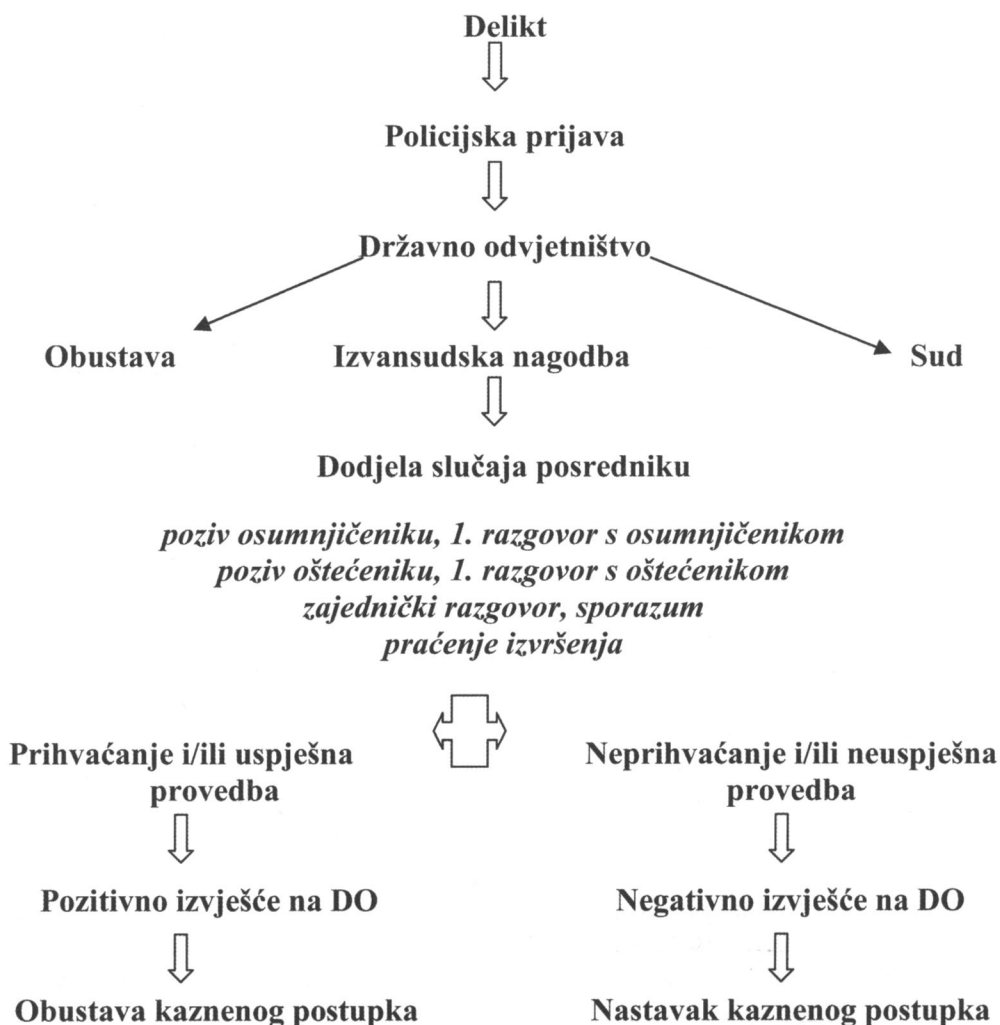 Delikt
Policijska prijava
Državno odvjetništvo
Obustava
Izvansudska nagodba
Sud
Dodjela slučaja posredniku
poziv osumnjičeniku, 1. razgovor s osumnjičenikom
poziv oštećeniku, 1. razgovor s oštećenikom
zajednički razgovor, sporazum
praćenje izvršenja
Prihvaćanje i/ili uspješna
provedba
Neprihvaćanje i/ili neuspješna
provedba
Pozitivno izvješće na DO
Negativno izvješće na DO
Obustava kaznenog postupka
Nastavak kaznenog postupka